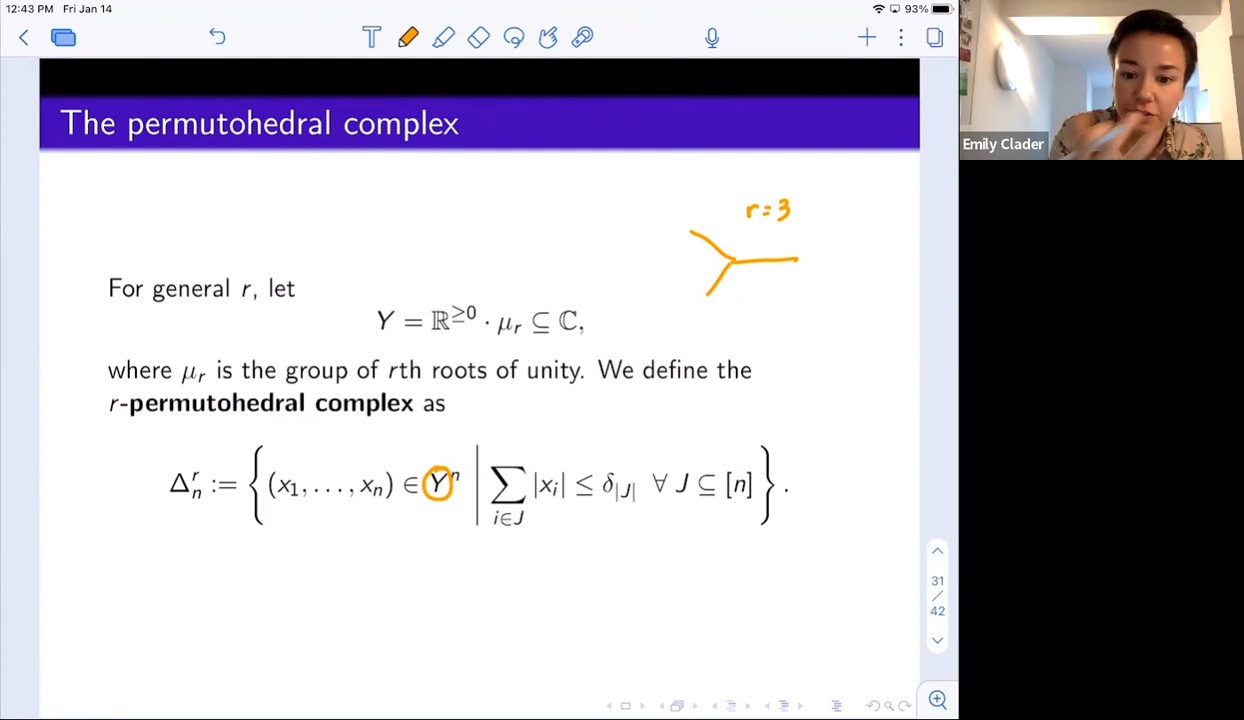 12:43 PM Fri Jan 14
93%
The permutohedral complex
Emily Clader
r=3
For general r, let
Y = ℝ^{≥0} · μ_r ⊆ ℂ,
where μ_r is the group of rth roots of unity. We define the
r-permutohedral complex as
Δ_n^r := { (x_1, . . . , x_n) ∈ Y^n | ∑_{i∈J} |x_i| ≤ δ_{|J|} ∀ J ⊆ [n] } .
31
/
42